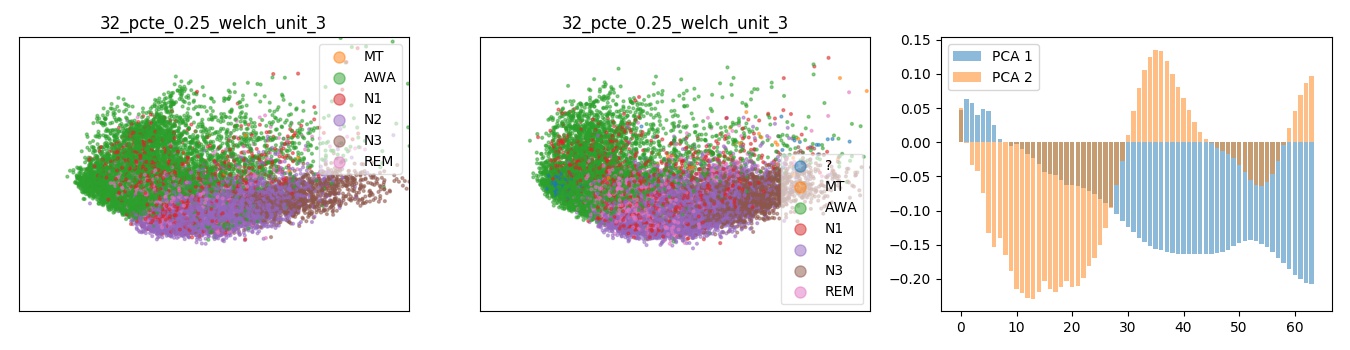 32_pcte_0.25_welch_unit_3
MT
AWA
N1
N2
N3
REM
32_pcte_0.25_welch_unit_3
?
MT
AWA
N1
N2
N3
REM
PCA 1
PCA 2
0.15
0.10
0.05
0.00
−0.05
−0.10
−0.15
−0.20
0 10 20 30 40 50 60